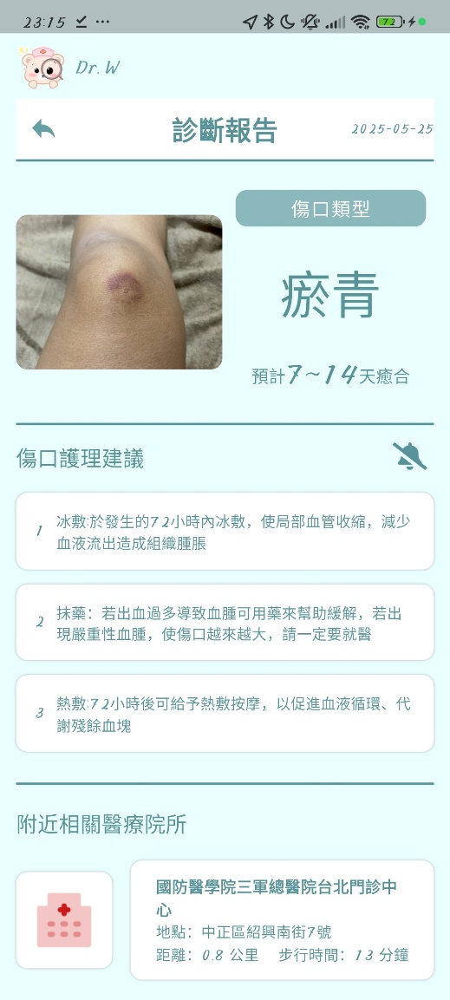 23:15
72
Dr. W
診斷報告
2025-05-25
傷口類型
瘀青
預計7~14天癒合
傷口護理建議
1 冰敷:於發生的72小時內冰敷，使局部血管收縮，減少
血液流出造成組織腫脹
2 抹藥：若出血過多導致血腫可用藥來幫助緩解，若出
現嚴重性血腫，使傷口越來越大，請一定要就醫
3 熱敷:72小時後可給予熱敷按摩，以促進血液循環、代
謝殘餘血塊
附近相關醫療院所
國防醫學院三軍總醫院台北門診中
心
地點：中正區紹興南街7號
距離：0.8 公里 步行時間：13 分鐘